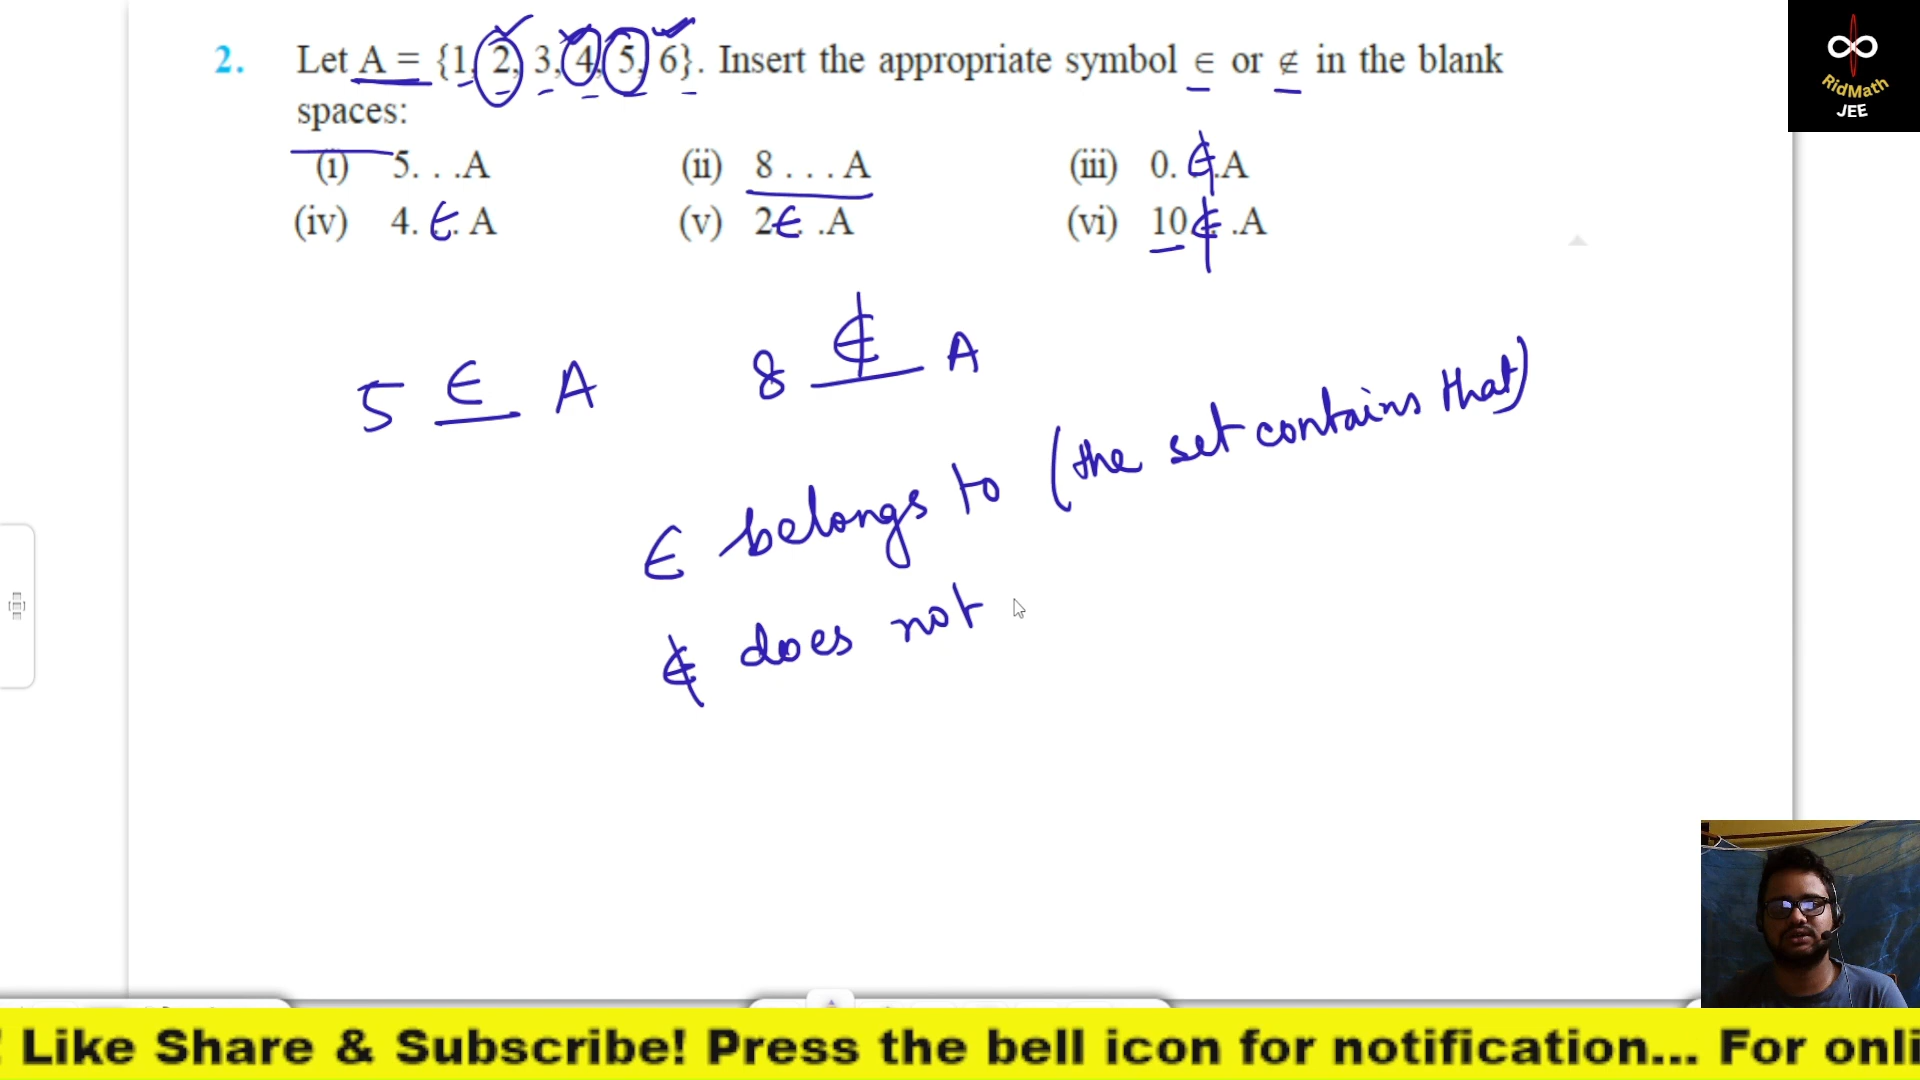 2. Let A = {1, 2, 3, 4, 5, 6}. Insert the appropriate symbol ∈ or ∉ in the blank
spaces:
(i) 5. . .A (ii) 8 . . . A (iii) 0. ∉ .A
(iv) 4. ∈ . A (v) 2 ∈ . .A (vi) 10 ∉ .A
5 ∈ A 8 ∉ A
∈ belongs to (the set contains that)
∉ does not
RidMath
JEE
Like Share & Subscribe! Press the bell icon for notification... For onli